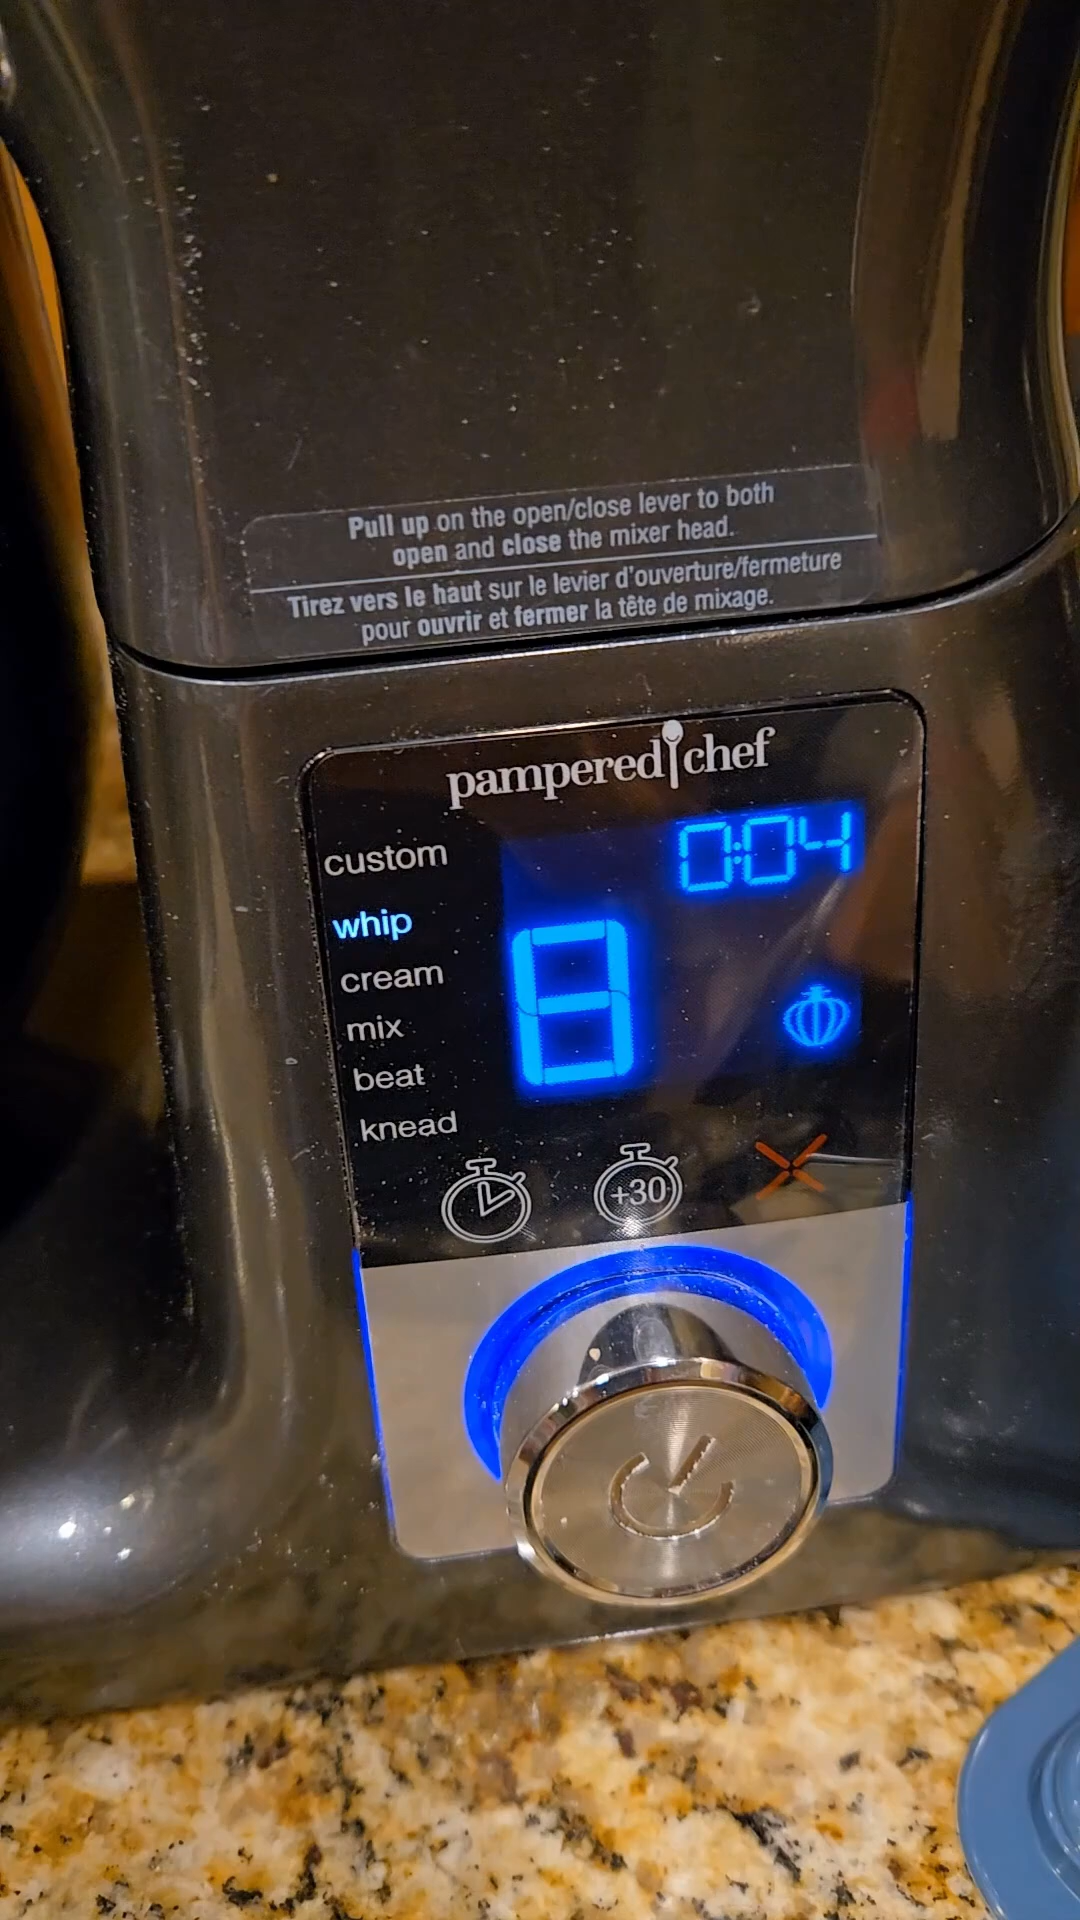 Pull up on the open/close lever to both
open and close the mixer head.
Tirez vers le haut sur le levier d'ouverture/fermeture
pour ouvrir et fermer la tête de mixage.
pampered chef
0:04
custom
whip
8
cream
mix
beat
knead
+30